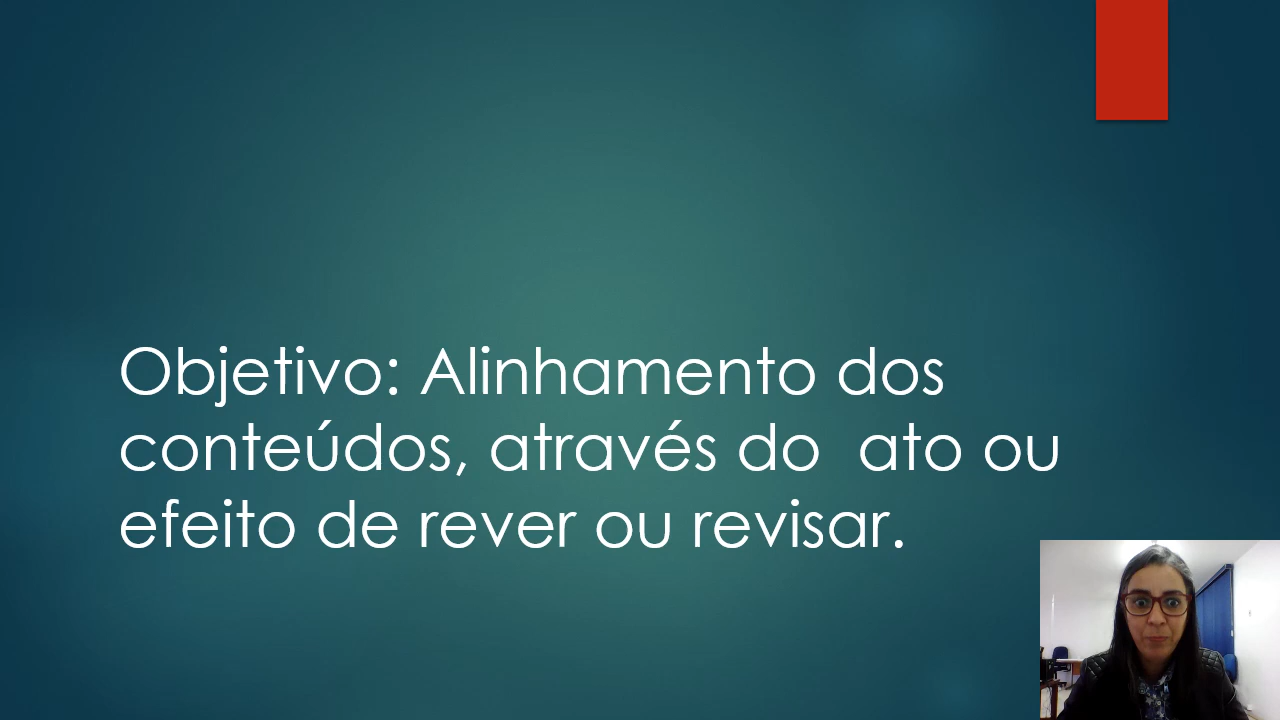 Objetivo: Alinhamento dos
conteúdos, através do  ato ou
efeito de rever ou revisar.